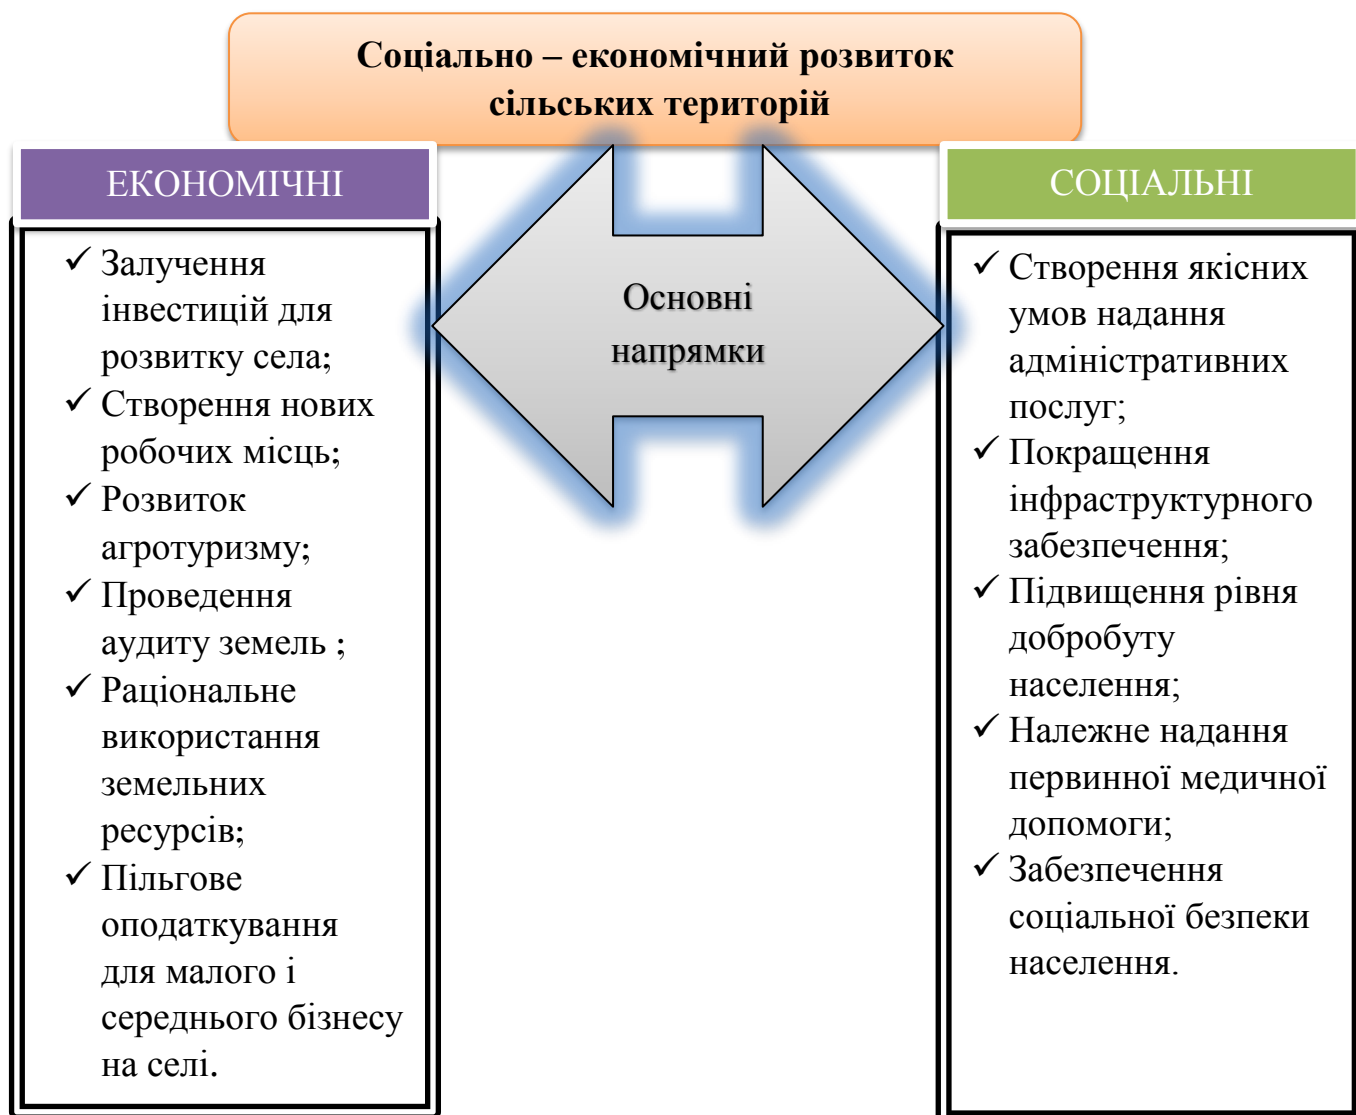 Соціально – економічний розвиток
сільських територій
ЕКОНОМІЧНІ
✓ Залучення
інвестицій для
розвитку села;
✓ Створення нових
робочих місць;
✓ Розвиток
агротуризму;
✓ Проведення
аудиту земель ;
✓ Раціональне
використання
земельних
ресурсів;
✓ Пільгове
оподаткування
для малого і
середнього бізнесу
на селі.
Основні
напрямки
СОЦІАЛЬНІ
✓ Створення якісних
умов надання
адміністративних
послуг;
✓ Покращення
інфраструктурного
забезпечення;
✓ Підвищення рівня
добробуту
населення;
✓ Належне надання
первинної медичної
допомоги;
✓ Забезпечення
соціальної безпеки
населення.